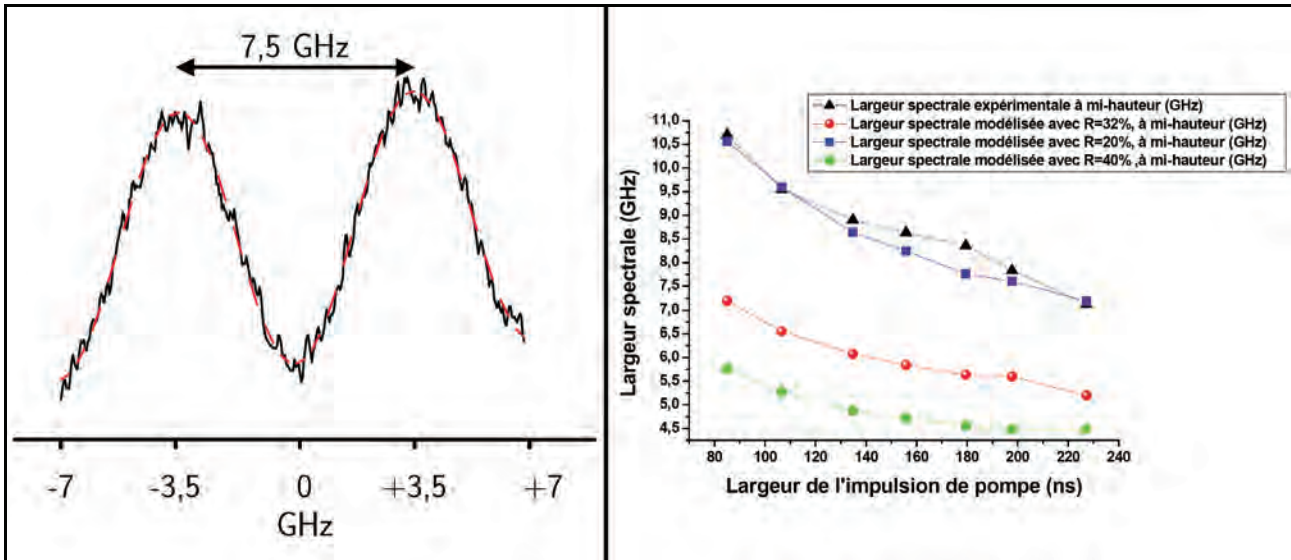 7,5 GHz
-7 -3,5 0 +3,5 +7
GHz
Largeur spectrale expérimentale à mi-hauteur (GHz)
Largeur spectrale modélisée avec R=32%, à mi-hauteur (GHz)
Largeur spectrale modélisée avec R=20%, à mi-hauteur (GHz)
Largeur spectrale modélisée avec R=40% ,à mi-hauteur (GHz)
Largeur spectrale (GHz)
11,0
10,5
10,0
9,5
9,0
8,5
8,0
7,5
7,0
6,5
6,0
5,5
5,0
4,5
80 100 120 140 160 180 200 220 240
Largeur de l'impulsion de pompe (ns)